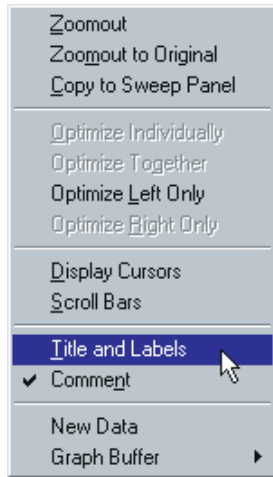 Zoomout
Zoomout to Original
Copy to Sweep Panel
Optimize Individually
Optimize Together
Optimize Left Only
Optimize Right Only
Display Cursors
Scroll Bars
Title and Labels
Comment
New Data
Graph Buffer